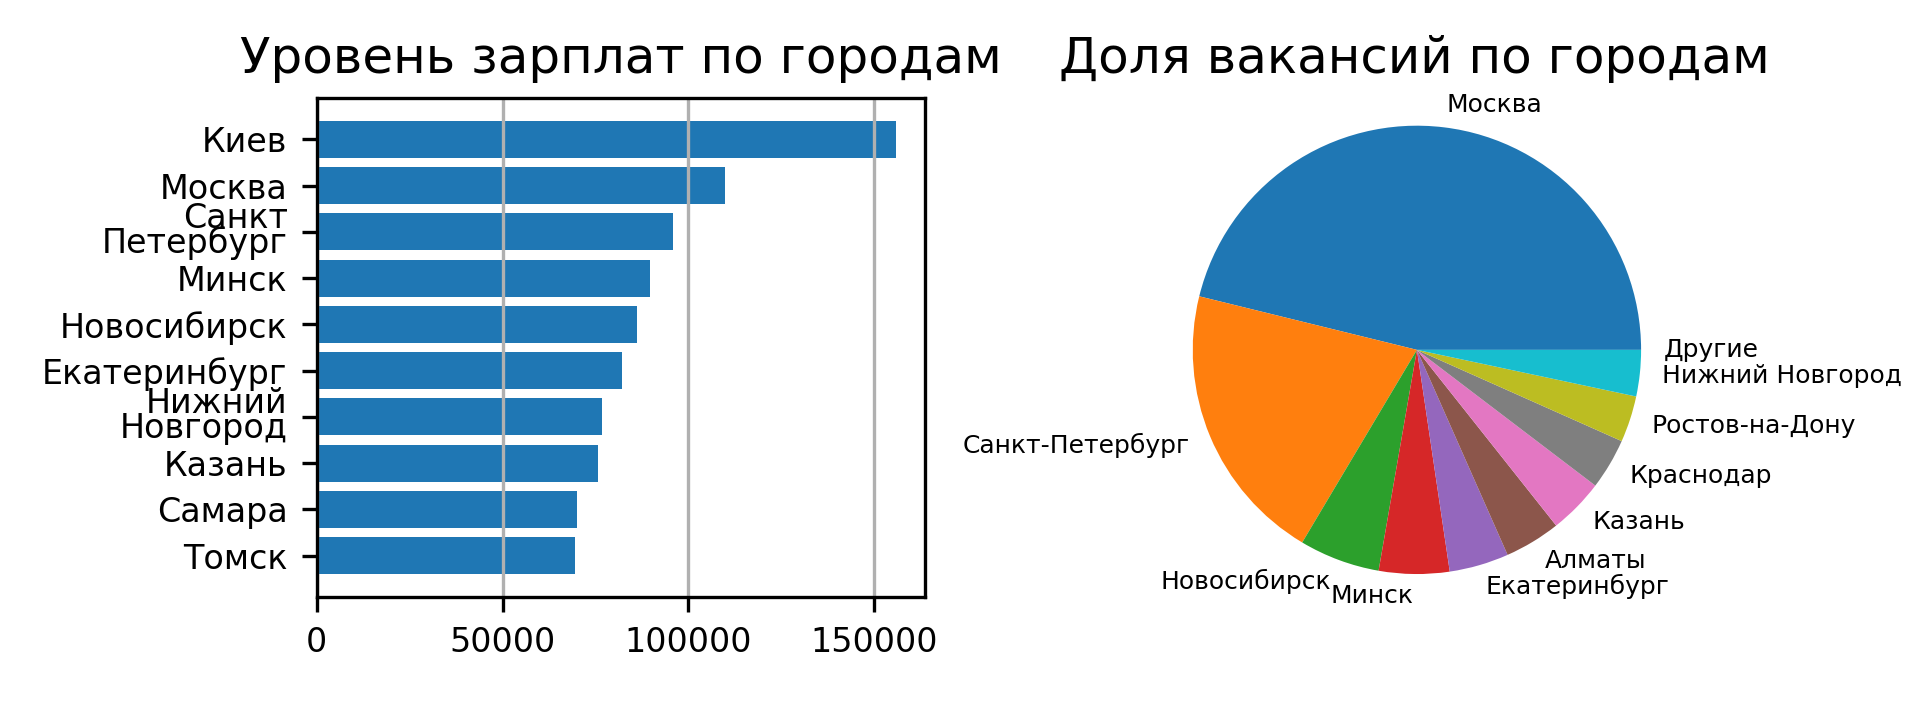 Уровень зарплат по городам
Киев
Москва
Санкт
Петербург
Минск
Новосибирск
Екатеринбург
Нижний
Новгород
Казань
Самара
Томск
0 50000 100000 150000
Доля вакансий по городам
Москва
Санкт-Петербург
Новосибирск
Минск
Екатеринбург
Алматы
Казань
Краснодар
Ростов-на-Дону
Нижний Новгород
Другие